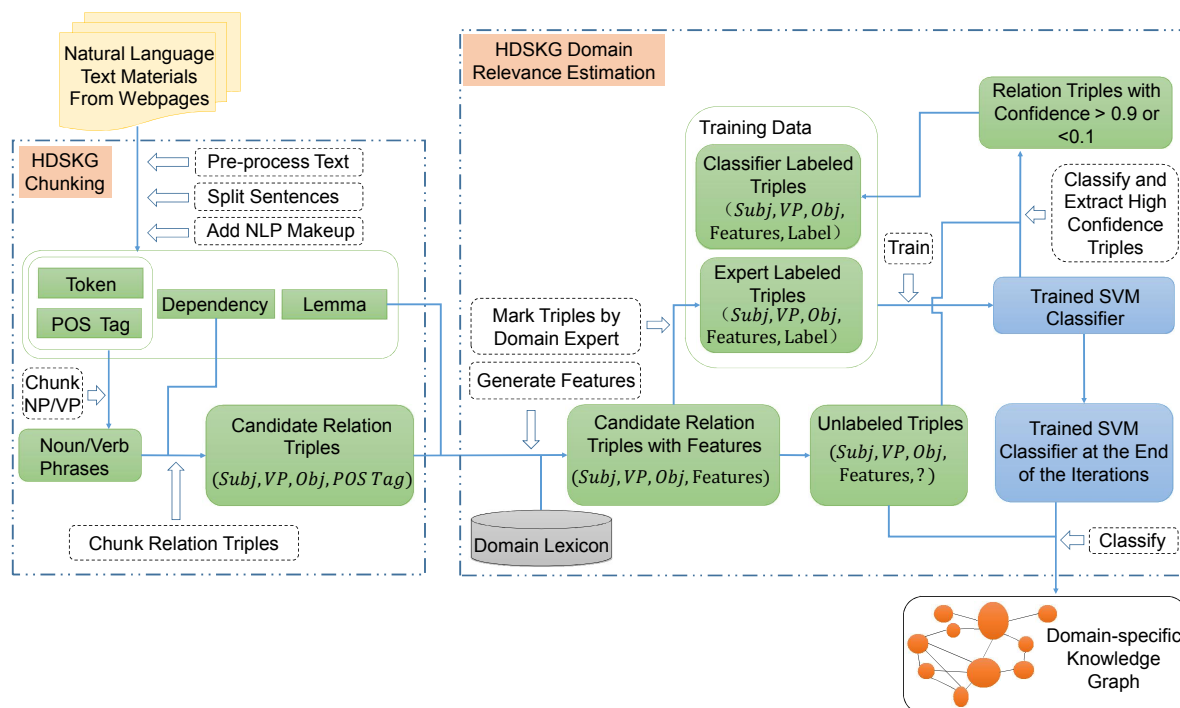 Natural Language
Text Materials
From Webpages
HDSKG
Chunking
Pre-process Text
Split Sentences
Add NLP Makeup
Token
POS Tag
Dependency
Lemma
Chunk
NP/VP
Noun/Verb
Phrases
Candidate Relation
Triples
(Subj, VP, Obj, POS Tag)
Chunk Relation Triples
HDSKG Domain
Relevance Estimation
Training Data
Classifier Labeled
Triples
（Subj, VP, Obj,
Features, Label）
Expert Labeled
Triples
（Subj, VP, Obj,
Features, Label）
Relation Triples with
Confidence > 0.9 or
<0.1
Classify and
Extract High
Confidence
Triples
Train
Trained SVM
Classifier
Mark Triples by
Domain Expert
Generate Features
Candidate Relation
Triples with Features
(Subj, VP, Obj, Features)
Unlabeled Triples
(Subj, VP, Obj,
Features, ?)
Trained SVM
Classifier at the End
of the Iterations
Domain Lexicon
Classify
Domain-specific
Knowledge
Graph